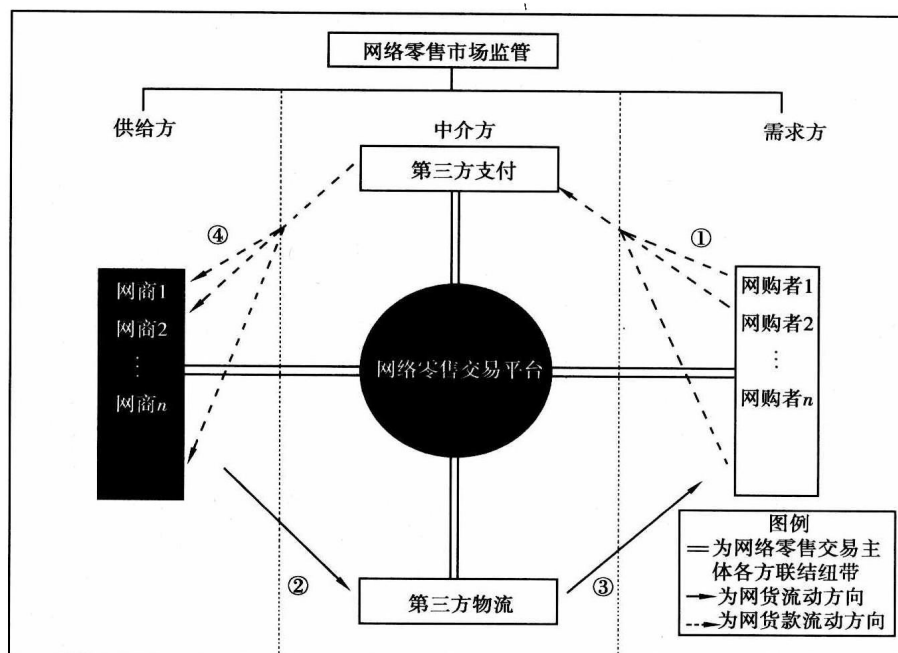 网络零售市场监管
供给方
中介方
需求方
第三方支付
④
①
网商1
网商2
⋮
网商n
网络零售交易平台
网购者1
网购者2
⋮
网购者n
②
第三方物流
③
图例
为网络零售交易主
体各方联结纽带
为网货流动方向
为网货款流动方向